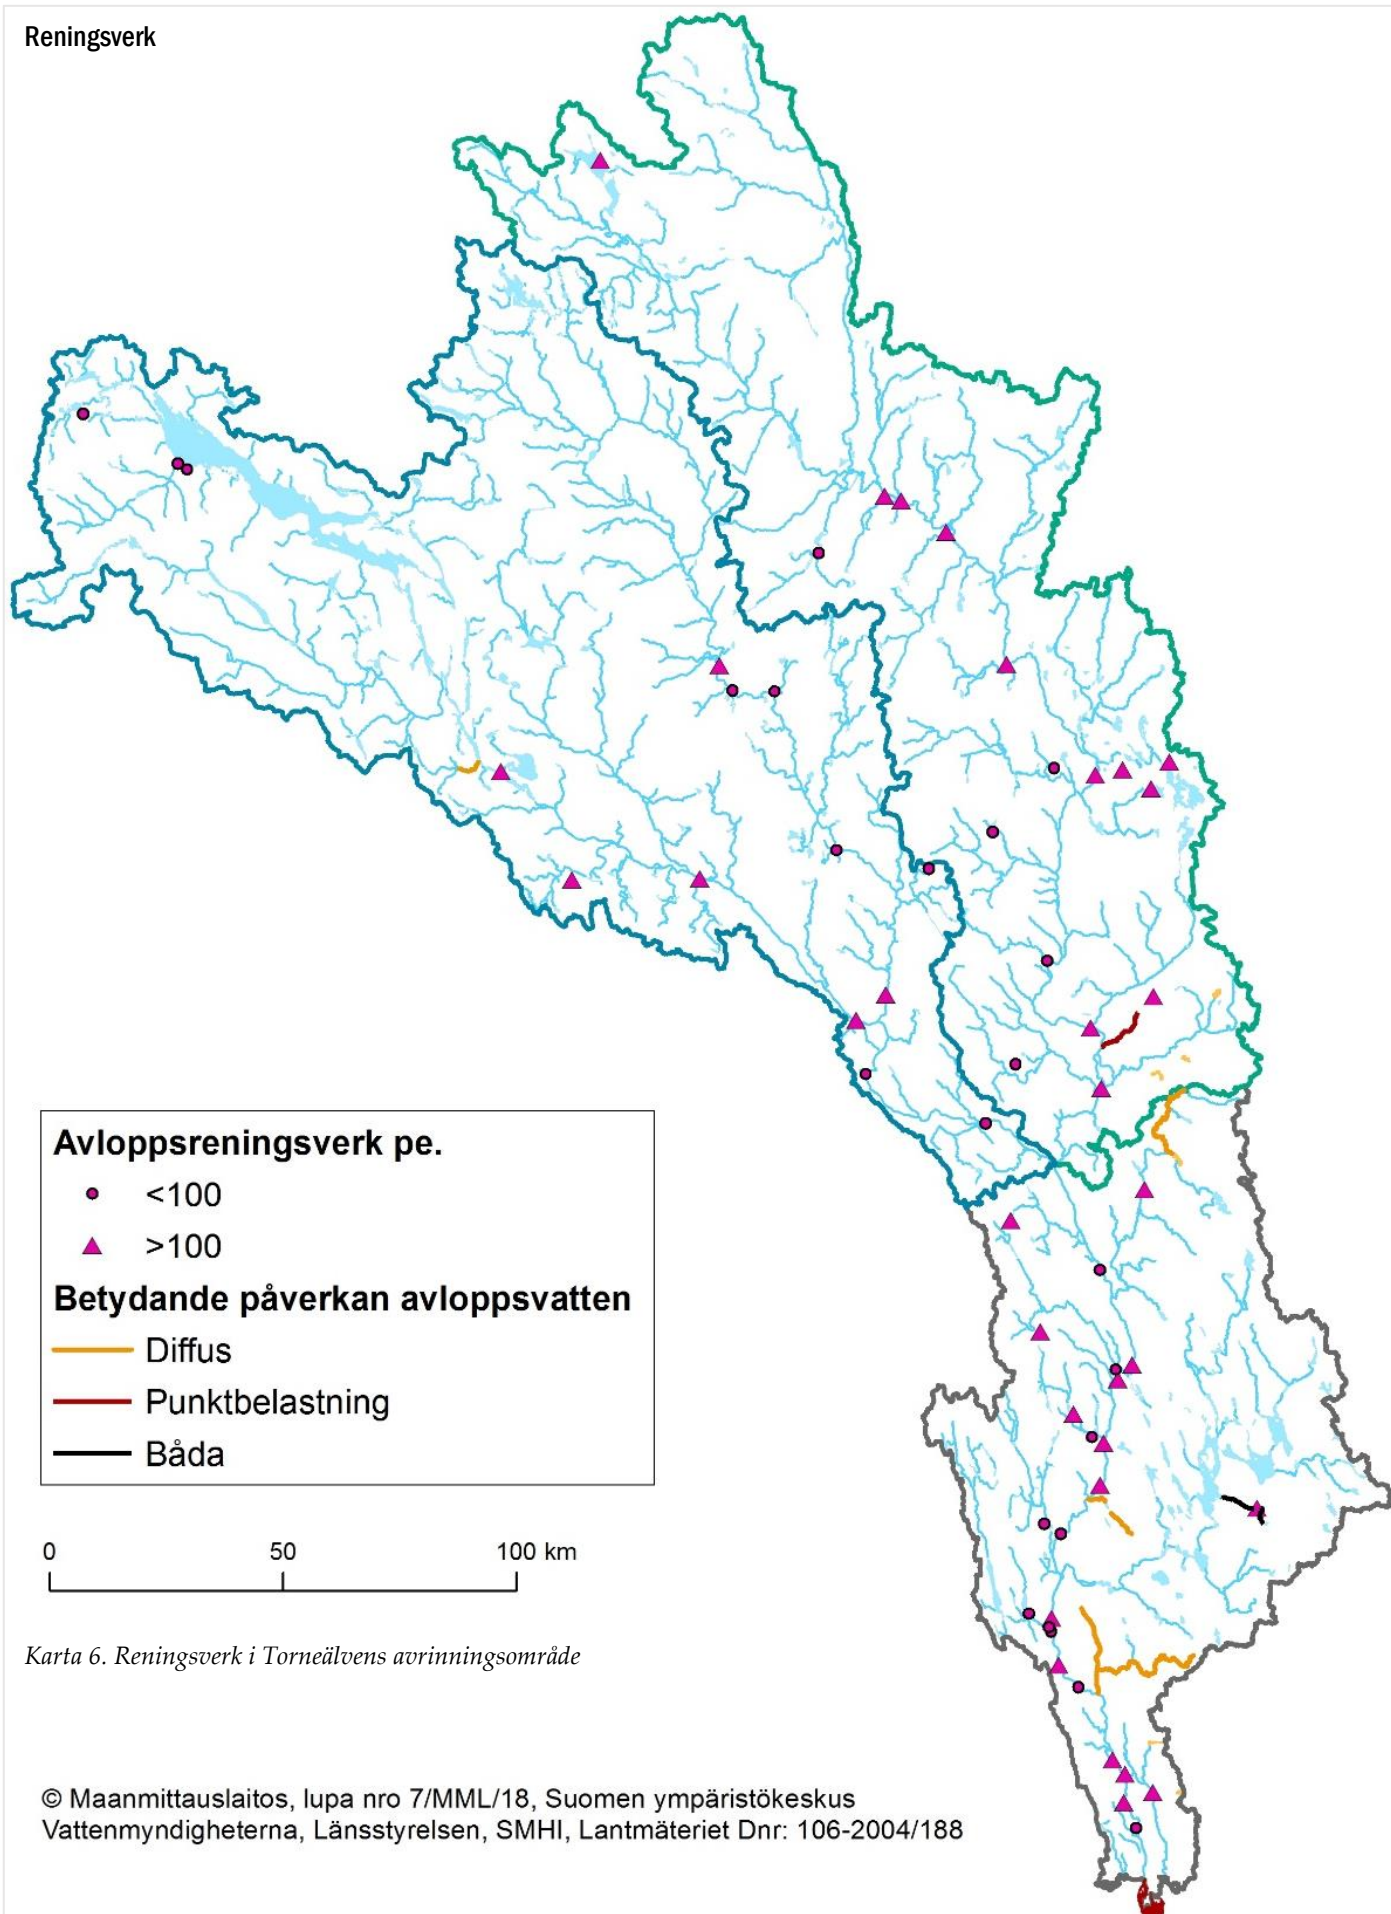 Reningsverk
Avloppsreningsverk pe.
<100
>100
Betydande påverkan avloppsvatten
Diffus
Punktbelastning
Båda
0 50 100 km
Karta 6. Reningsverk i Torneälvens avrinningsområde
© Maanmittauslaitos, lupa nro 7/MML/18, Suomen ympäristökeskus
Vattenmyndigheterna, Länsstyrelsen, SMHI, Lantmäteriet Dnr: 106-2004/188